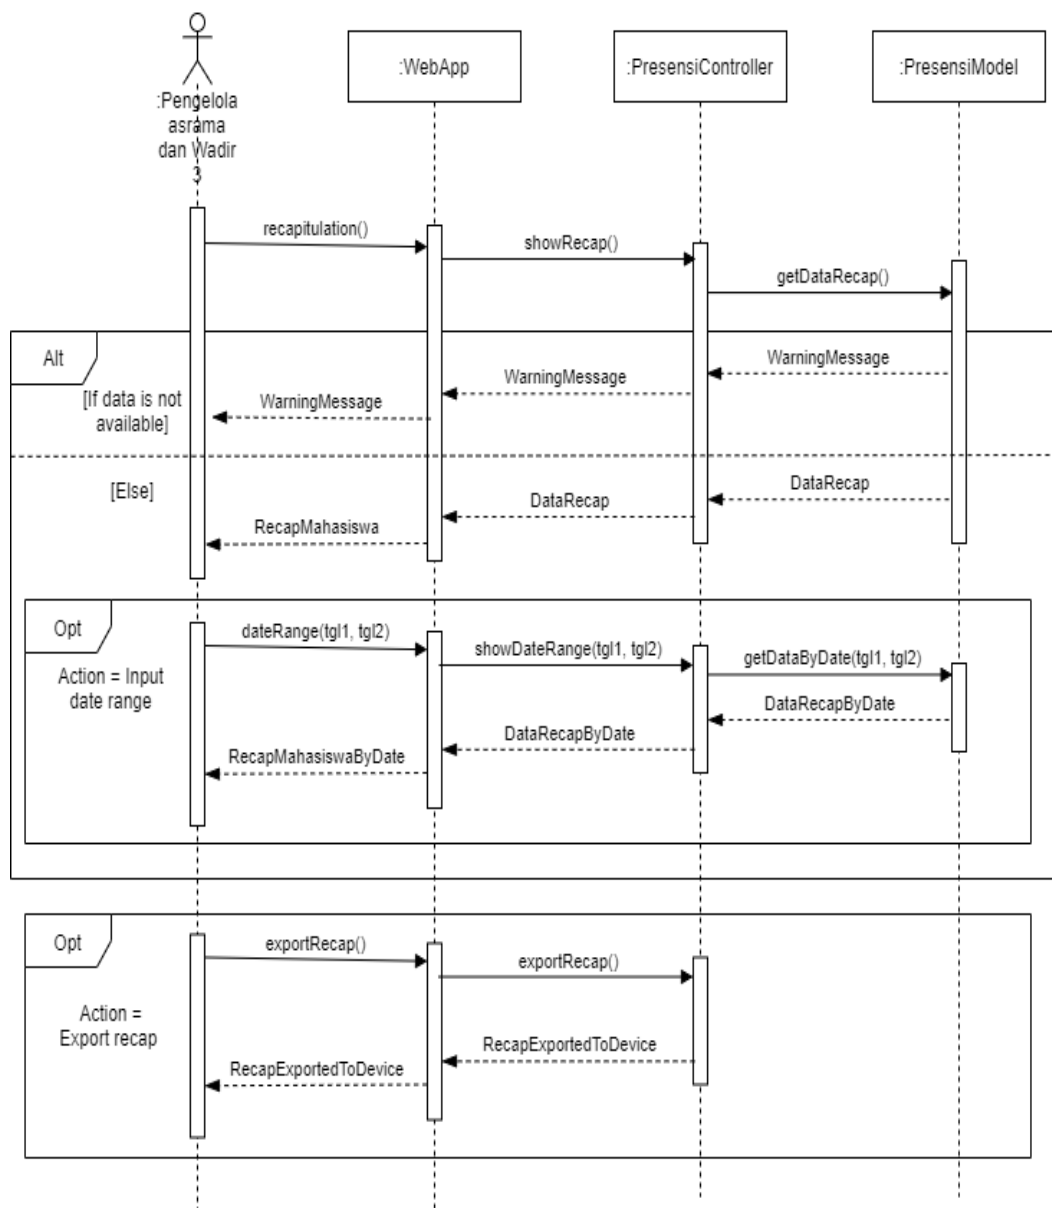 :Pengelola
asrama
dan Wadir
3
:WebApp
:PresensiController
:PresensiModel
recapitulation()
showRecap()
getDataRecap()
Alt
[If data is not
available]
WarningMessage
WarningMessage
WarningMessage
[Else]
DataRecap
DataRecap
RecapMahasiswa
Opt
Action = Input
date range
dateRange(tgl1, tgl2)
showDateRange(tgl1, tgl2)
getDataByDate(tgl1, tgl2)
DataRecapByDate
DataRecapByDate
RecapMahasiswaByDate
Opt
Action =
Export recap
exportRecap()
exportRecap()
RecapExportedToDevice
RecapExportedToDevice